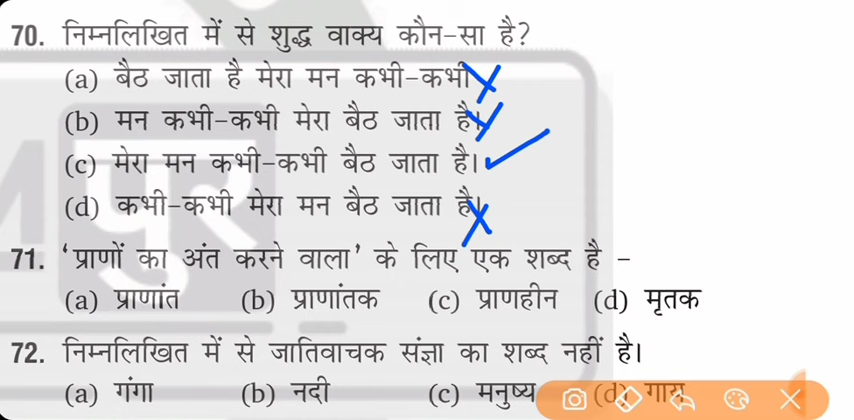 70. निम्नलिखित में से शुद्ध वाक्य कौन-सा है?
(a) बैठ जाता है मेरा मन कभी-कभी
(b) मन कभी-कभी मेरा बैठ जाता है।
(c) मेरा मन कभी-कभी बैठ जाता है।
(d) कभी-कभी मेरा मन बैठ जाता है।
71. 'प्राणों का अंत करने वाला' के लिए एक शब्द है –
(a) प्राणांत (b) प्राणांतक (c) प्राणहीन (d) मृतक
72. निम्नलिखित में से जातिवाचक संज्ञा का शब्द नहीं है।
(a) गंगा (b) नदी (c) मनुष्य (d) गाय
M पुर